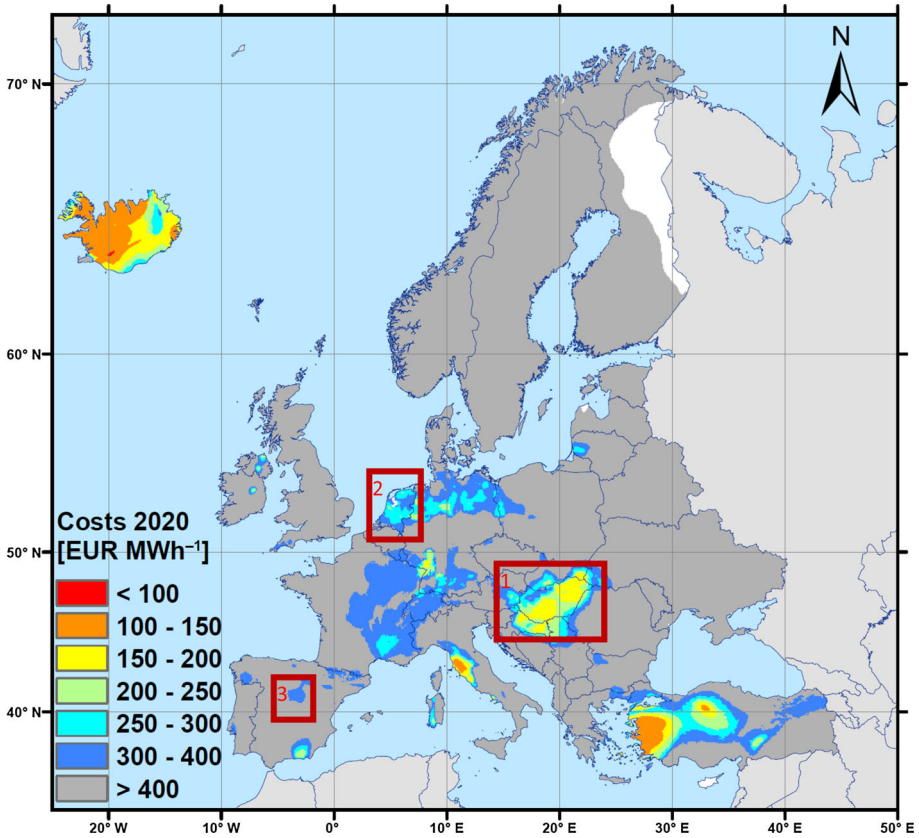 N
70° N
60° N
50° N
40° N
2
1
3
Costs 2020
[EUR MWh⁻¹]
< 100
100 - 150
150 - 200
200 - 250
250 - 300
300 - 400
> 400
20° W
10° W
0°
10° E
20° E
30° E
40° E
50° E